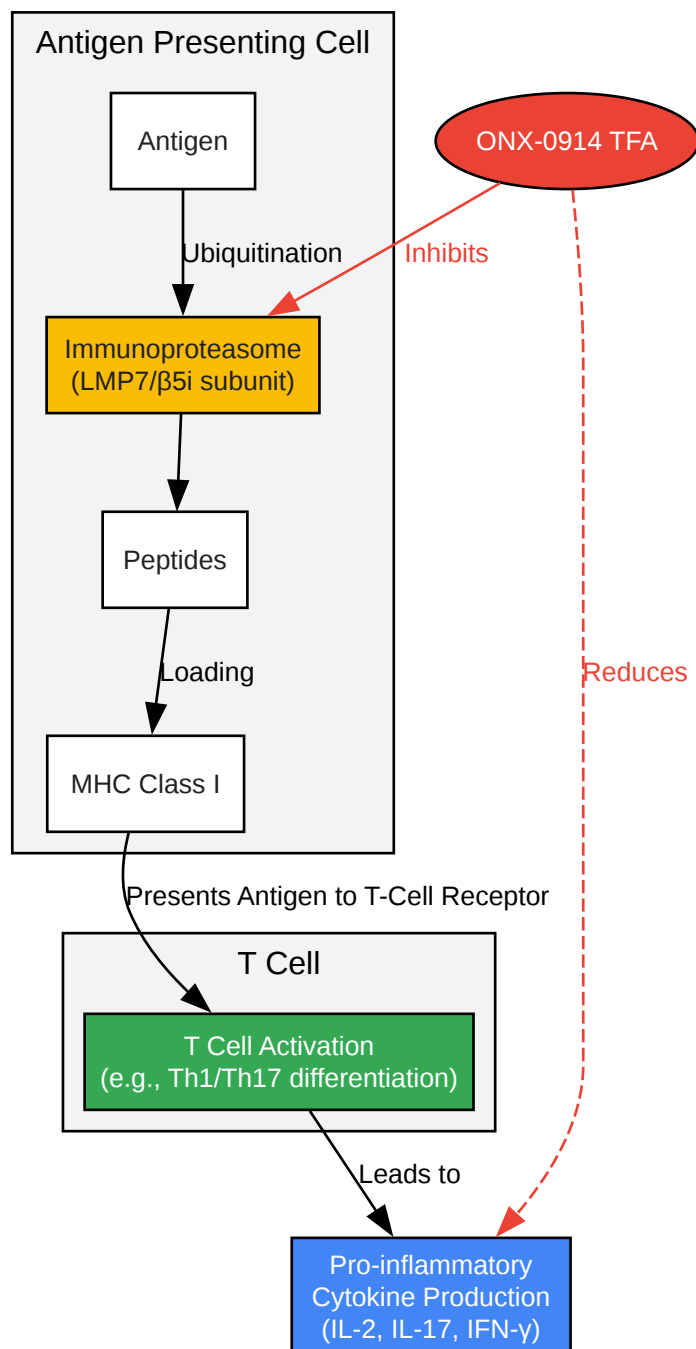 Antigen Presenting Cell
Antigen
ONX-0914 TFA
Ubiquitination
Inhibits
Immunoproteasome
(LMP7/β5i subunit)
Peptides
Loading
Reduces
MHC Class I
Presents Antigen to T-Cell Receptor
T Cell
T Cell Activation
(e.g., Th1/Th17 differentiation)
Leads to
Pro-inflammatory
Cytokine Production
(IL-2, IL-17, IFN-γ)